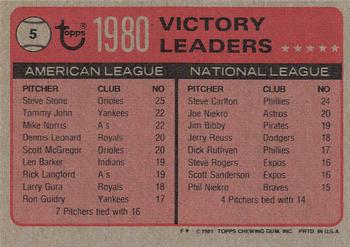 5
Topps
®
1980
VICTORY
LEADERS
AMERICAN LEAGUE
PITCHER CLUB NO
Steve Stone Orioles 25
Tommy John Yankees 22
Mike Norris A's 22
Dennis Leonard Royals 20
Scott McGregor Orioles 20
Len Barker Indians 19
Rick Langford A's 19
Larry Gura Royals 18
Ron Guidry Yankees 17
7 Pitchers tied with 16
NATIONAL LEAGUE
PITCHER CLUB NO
Steve Carlton Phillies 24
Joe Niekro Astros 20
Jim Bibby Pirates 19
Jerry Reuss Dodgers 18
Dick Ruthven Phillies 17
Steve Rogers Expos 16
Scott Sanderson Expos 16
Phil Niekro Braves 15
4 Pitchers tied with 14
F* © 1981 TOPPS CHEWING GUM, INC. PRTD. IN U.S.A.